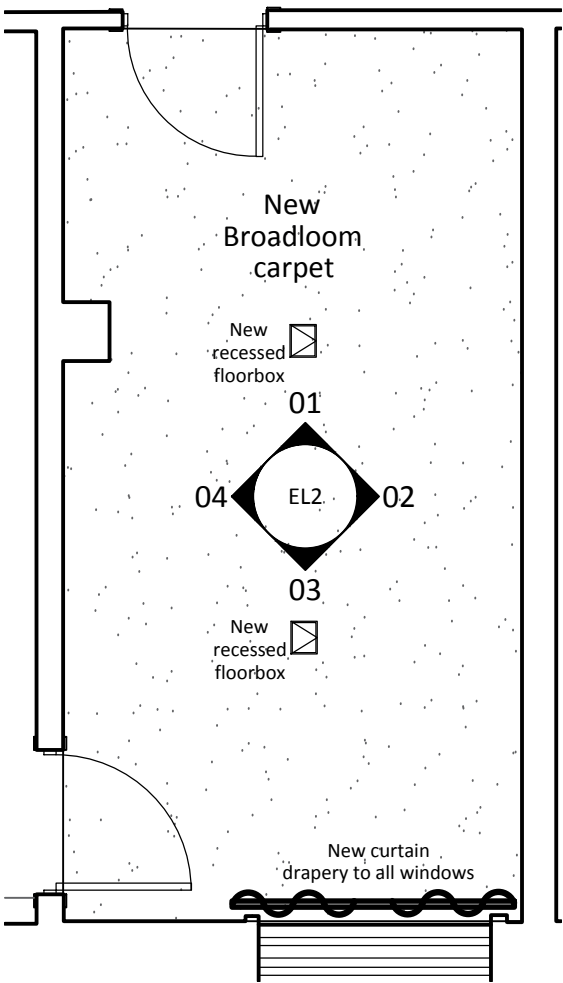 New
Broadloom
carpet
New
recessed
floorbox
01
04
EL2
02
03
New
recessed
floorbox
New curtain
drapery to all windows